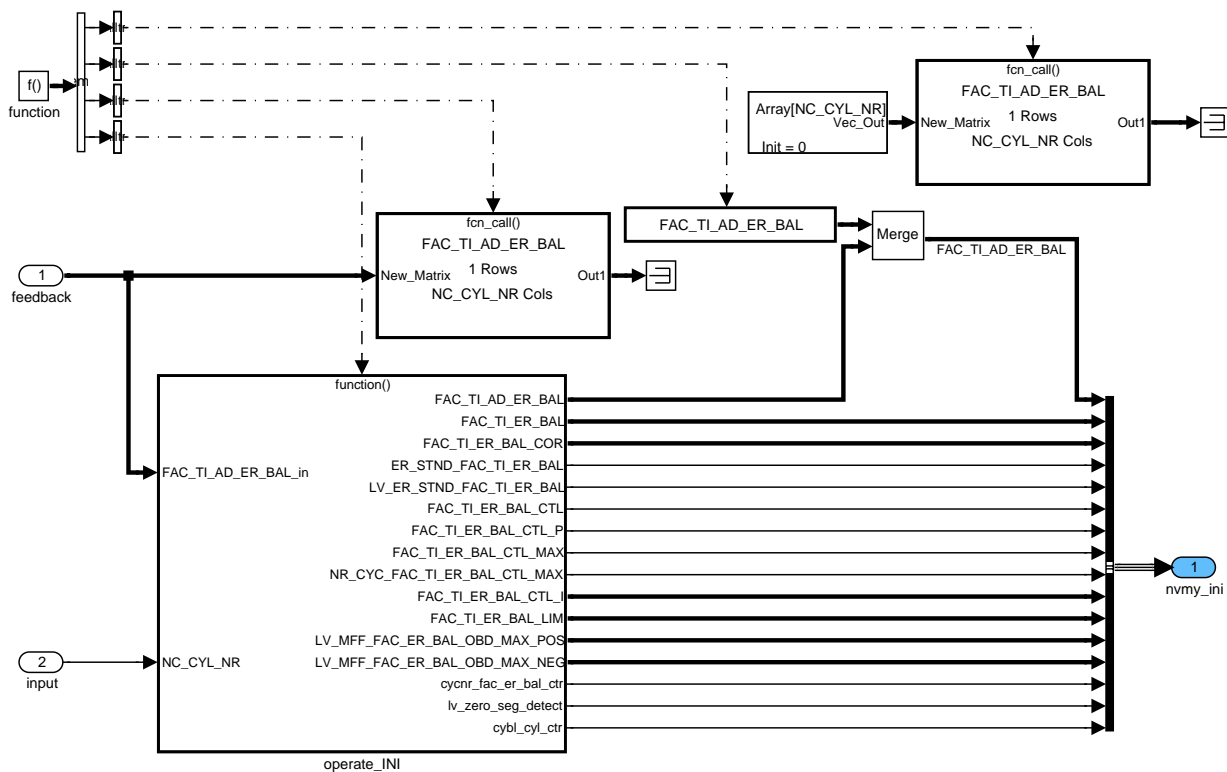 f()
function
fcn_call()
FAC_TI_AD_ER_BAL
1 Rows
NC_CYL_NR Cols
New_Matrix
Out1
Array[NC_CYL_NR]
Vec_Out
Init = 0
fcn_call()
FAC_TI_AD_ER_BAL
1 Rows
NC_CYL_NR Cols
New_Matrix
Out1
FAC_TI_AD_ER_BAL
Merge
FAC_TI_AD_ER_BAL
1
feedback
function()
FAC_TI_AD_ER_BAL_in
NC_CYL_NR
FAC_TI_AD_ER_BAL
FAC_TI_ER_BAL
FAC_TI_ER_BAL_COR
ER_STND_FAC_TI_ER_BAL
LV_ER_STND_FAC_TI_ER_BAL
FAC_TI_ER_BAL_CTL
FAC_TI_ER_BAL_CTL_P
FAC_TI_ER_BAL_CTL_MAX
NR_CYC_FAC_TI_ER_BAL_CTL_MAX
FAC_TI_ER_BAL_CTL_I
FAC_TI_ER_BAL_LIM
LV_MFF_FAC_ER_BAL_OBD_MAX_POS
LV_MFF_FAC_ER_BAL_OBD_MAX_NEG
cycnr_fac_er_bal_ctr
lv_zero_seg_detect
cybl_cyl_ctr
operate_INI
2
input
1
nvmy_ini